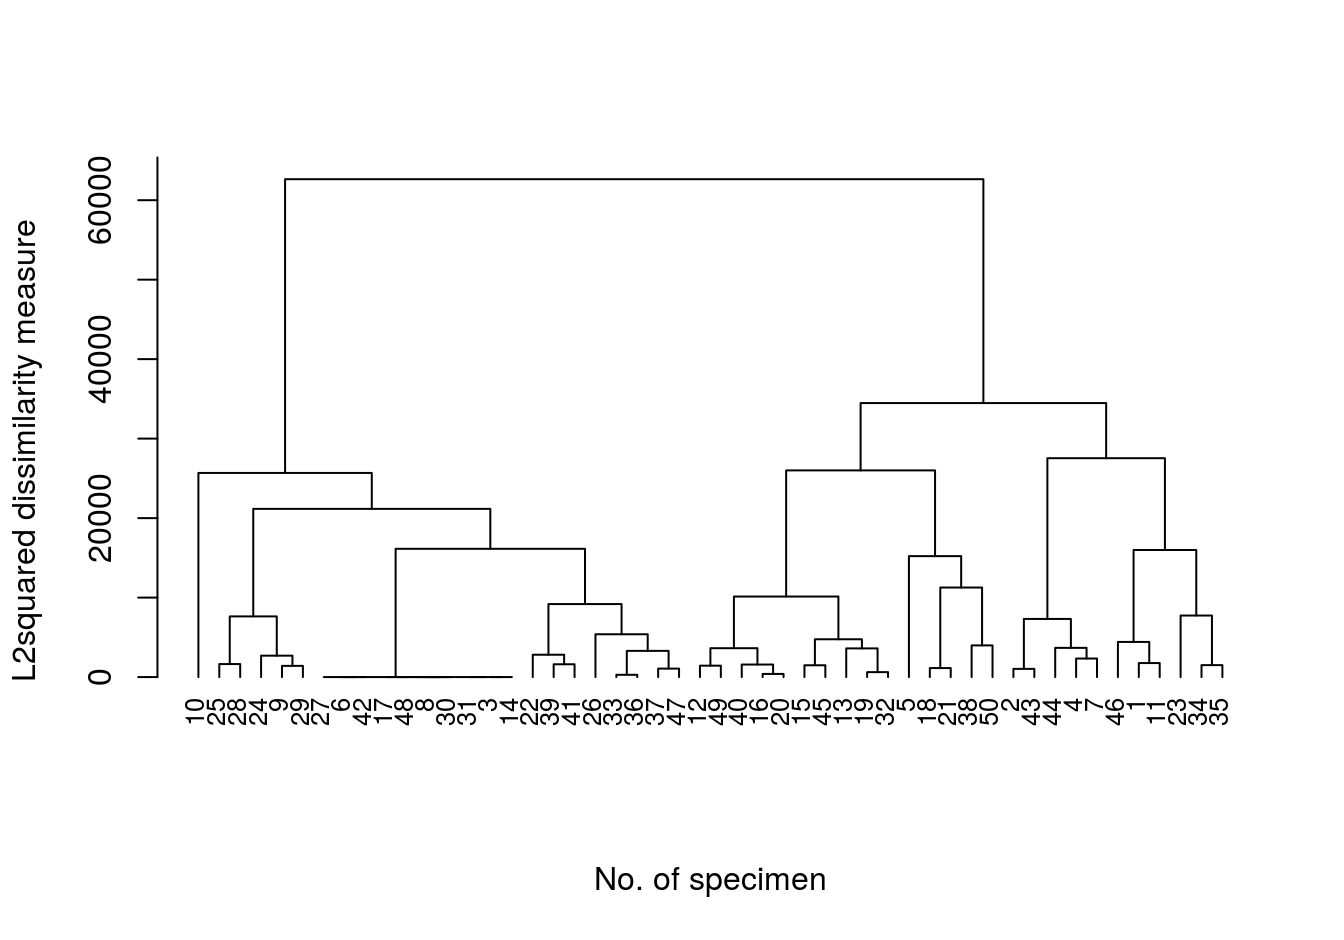 L2squared dissimilarity measure
0 20000 40000 60000
10 25 28 24 9 29 27 6 42 17 48 8 30 31 3 14 22 39 41 26 33 36 37 47 12 49 40 16 20 15 45 13 19 32 5 18 21 38 50 2 43 44 4 7 46 1 11 23 34 35
No. of specimen